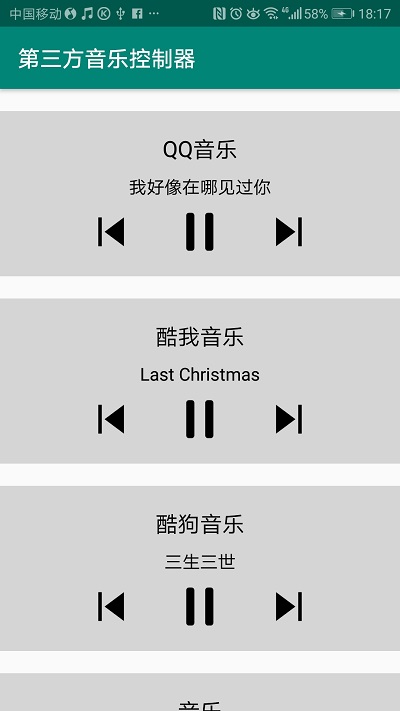 中国移动 58% 18:17
第三方音乐控制器
QQ音乐
我好像在哪见过你
酷我音乐
Last Christmas
酷狗音乐
三生三世
音乐